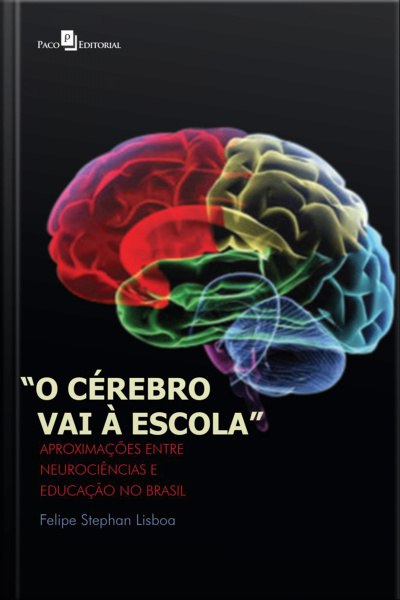 PACO EDITORIAL
"O CÉREBRO
VAI À ESCOLA"
APROXIMAÇÕES ENTRE
NEUROCIÊNCIAS E
EDUCAÇÃO NO BRASIL
Felipe Stephan Lisboa